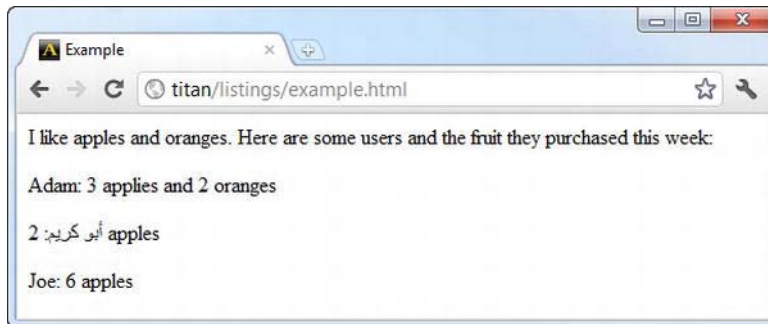 Example
titan/listings/example.html
I like apples and oranges. Here are some users and the fruit they purchased this week:
Adam: 3 applies and 2 oranges
أبو كريم: 2 apples
Joe: 6 apples